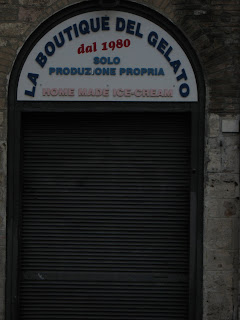 LA BOUTIQUE DEL GELATO
dal 1980
SOLO
PRODUZIONE PROPRIA
HOME MADE ICE-CREAM